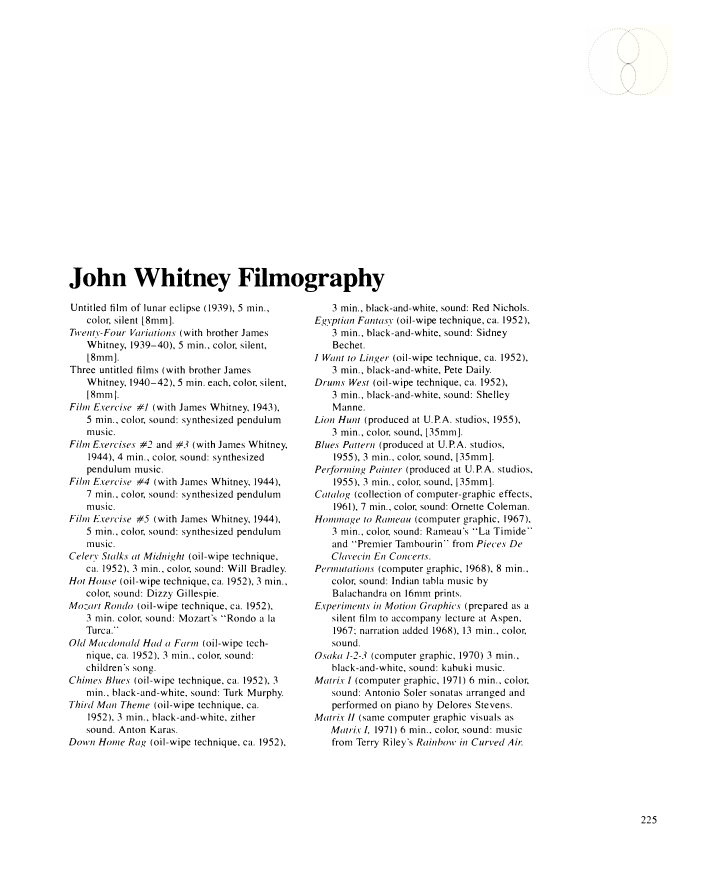 John Whitney Filmography
Untitled film of lunar eclipse (1939), 5 min.,
color, silent [8mm].
Twenty-Four Variations (with brother James
Whitney, 1939–40), 5 min., color, silent,
[8mm].
Three untitled films (with brother James
Whitney, 1940–42), 5 min. each, color, silent,
[8mm].
Film Exercise #1 (with James Whitney, 1943),
5 min., color, sound: synthesized pendulum
music.
Film Exercises #2 and #3 (with James Whitney,
1944), 4 min., color, sound: synthesized
pendulum music.
Film Exercise #4 (with James Whitney, 1944),
7 min., color, sound: synthesized pendulum
music.
Film Exercise #5 (with James Whitney, 1944),
5 min., color, sound: synthesized pendulum
music.
Celery Stalks at Midnight (oil-wipe technique,
ca. 1952), 3 min., color, sound: Will Bradley.
Hot House (oil-wipe technique, ca. 1952), 3 min.,
color, sound: Dizzy Gillespie.
Mozart Rondo (oil-wipe technique, ca. 1952),
3 min. color, sound: Mozart's “Rondo a la
Turca.”
Old Macdonald Had a Farm (oil-wipe tech-
nique, ca. 1952), 3 min., color, sound:
children's song.
Chimes Blues (oil-wipe technique, ca. 1952), 3
min., black-and-white, sound: Turk Murphy.
Third Man Theme (oil-wipe technique, ca.
1952), 3 min., black-and-white, zither
sound. Anton Karas.
Down Home Rag (oil-wipe technique, ca. 1952),
3 min., black-and-white, sound: Red Nichols.
Egyptian Fantasy (oil-wipe technique, ca. 1952),
3 min., black-and-white, sound: Sidney
Bechet.
I Want to Linger (oil-wipe technique, ca. 1952),
3 min., black-and-white, Pete Daily.
Drums West (oil-wipe technique, ca. 1952),
3 min., black-and-white, sound: Shelley
Manne.
Lion Hunt (produced at U.P.A. studios, 1955),
3 min., color, sound, [35mm].
Blues Pattern (produced at U.P.A. studios,
1955), 3 min., color, sound, [35mm].
Performing Painter (produced at U.P.A. studios,
1955), 3 min., color, sound, [35mm].
Catalog (collection of computer-graphic effects,
1961), 7 min., color, sound: Ornette Coleman.
Hommage to Rameau (computer graphic, 1967),
3 min., color, sound: Rameau's “La Timide”
and “Premier Tambourin” from Pieces De
Clavecin En Concerts.
Permutations (computer graphic, 1968), 8 min.,
color, sound: Indian tabla music by
Balachandra on 16mm prints.
Experiments in Motion Graphics (prepared as a
silent film to accompany lecture at Aspen,
1967; narration added 1968), 13 min., color,
sound.
Osaka 1-2-3 (computer graphic, 1970) 3 min.,
black-and-white, sound: kabuki music.
Matrix I (computer graphic, 1971) 6 min., color,
sound: Antonio Soler sonatas arranged and
performed on piano by Delores Stevens.
Matrix II (same computer graphic visuals as
Matrix I, 1971) 6 min., color, sound: music
from Terry Riley's Rainbow in Curved Air.
225